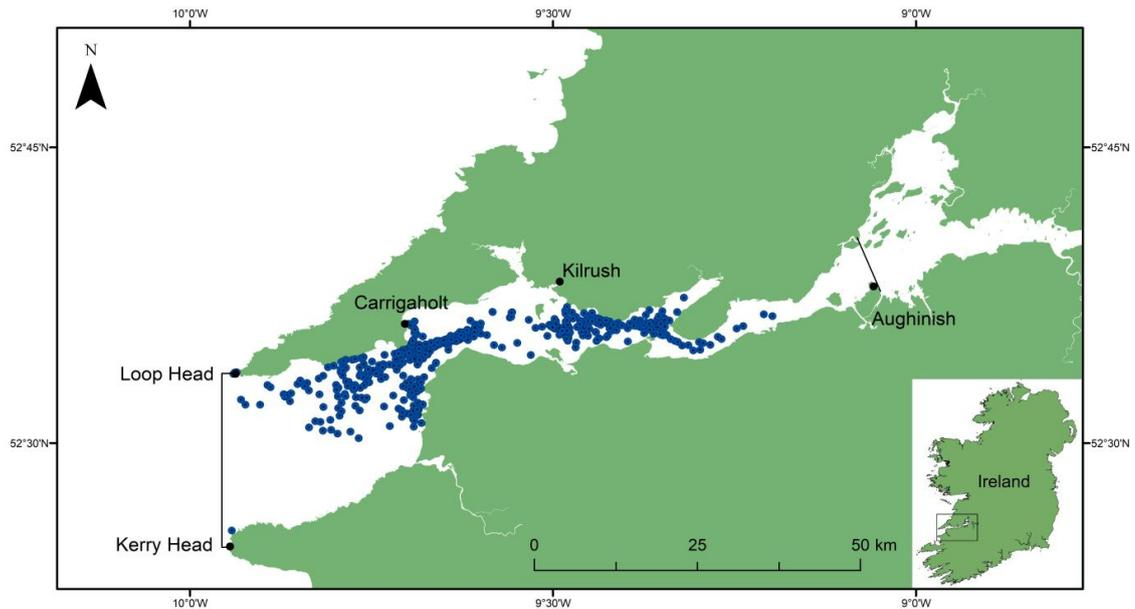 10°0'W 9°30'W 9°0'W
N
52°45'N 52°45'N
Kilrush
Carrigaholt
Aughinish
Loop Head
52°30'N 52°30'N
Ireland
Kerry Head
0 25 50 km
10°0'W 9°30'W 9°0'W